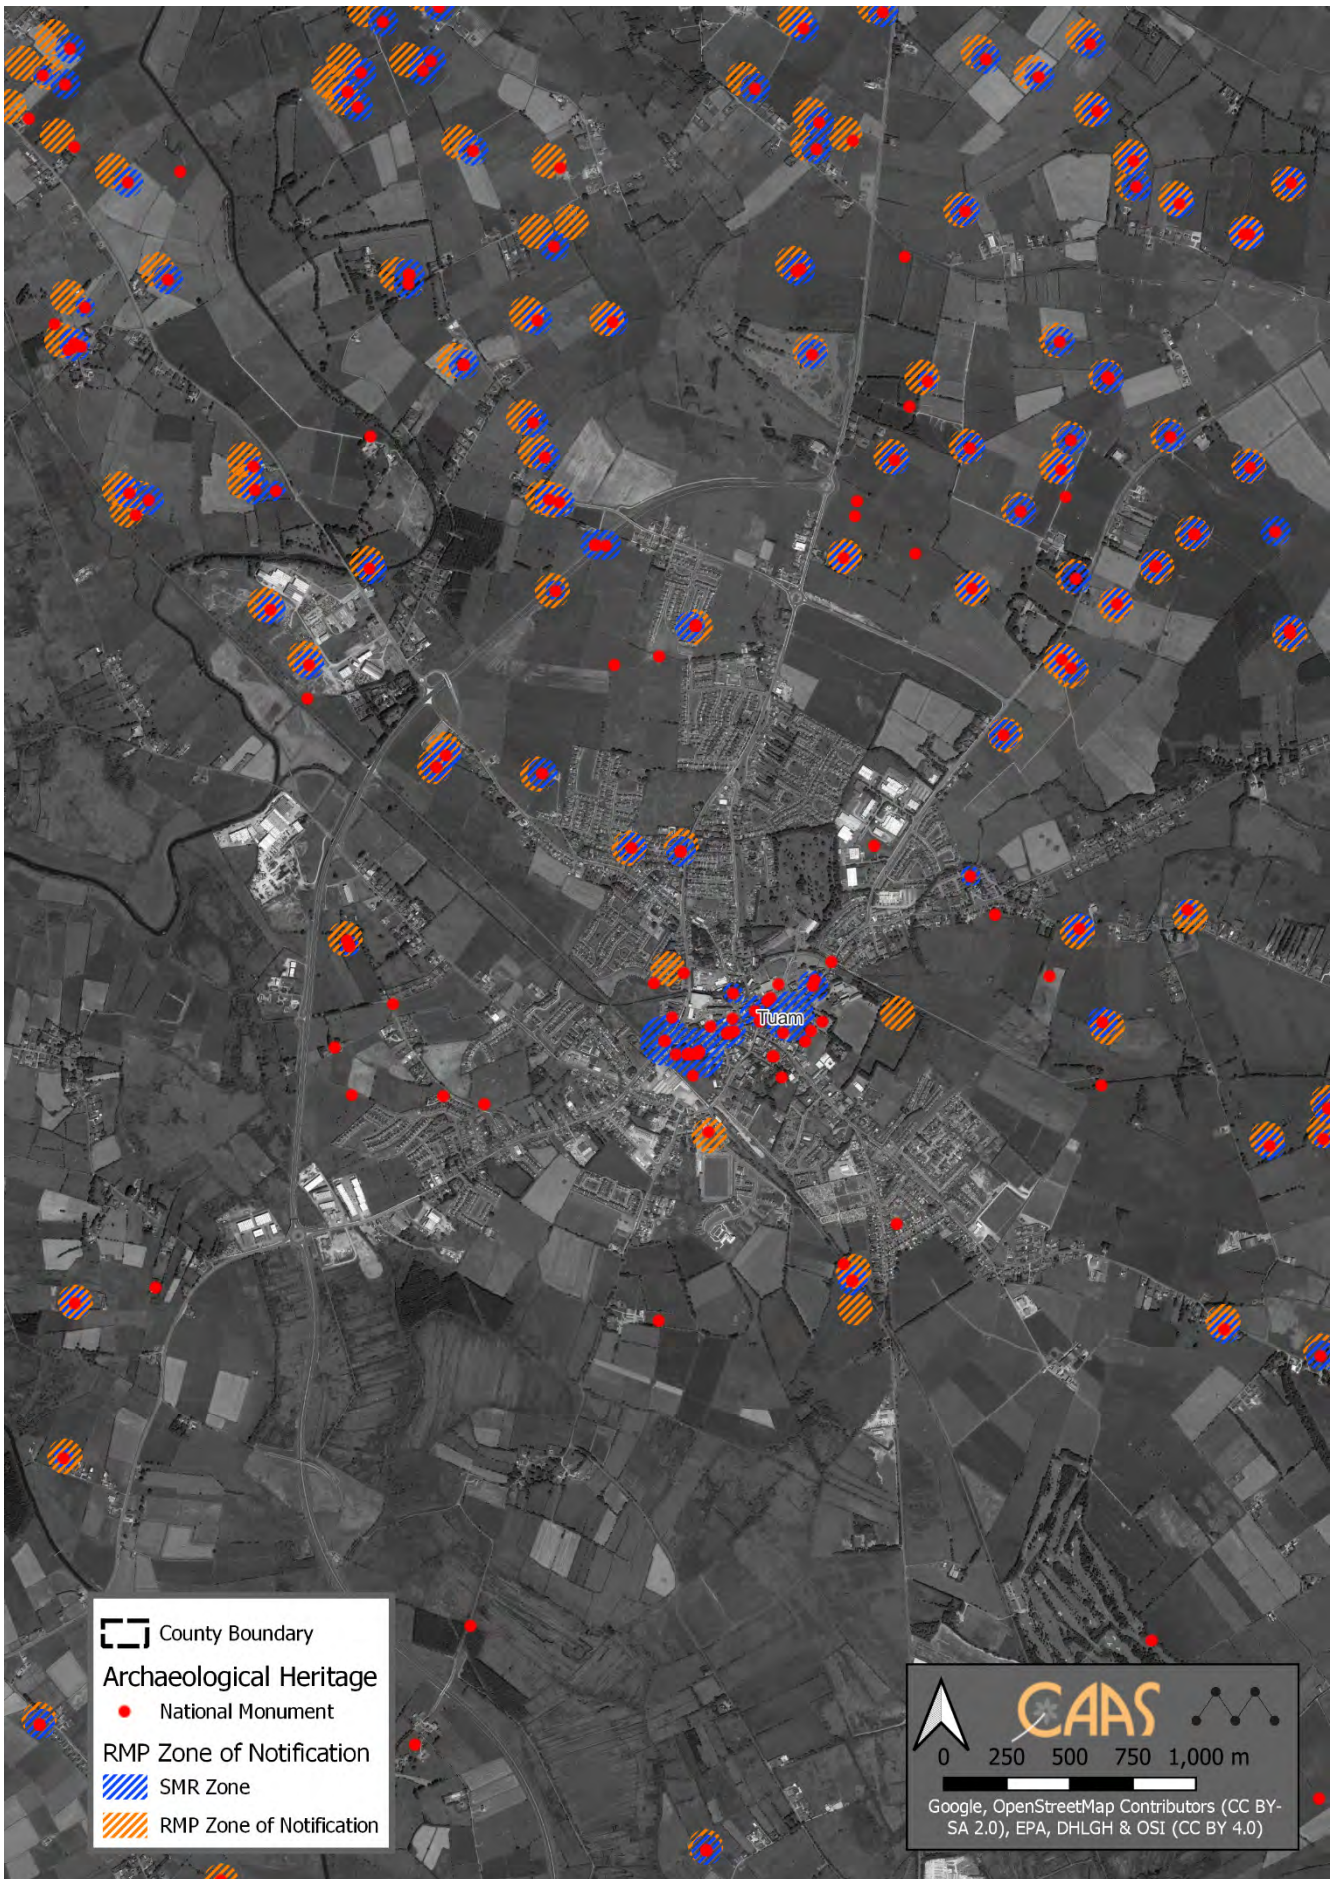 Tuam
County Boundary
Archaeological Heritage
National Monument
RMP Zone of Notification
SMR Zone
RMP Zone of Notification
CAAS
0 250 500 750 1,000 m
Google, OpenStreetMap Contributors (CC BY-
SA 2.0), EPA, DHLGH & OSI (CC BY 4.0)